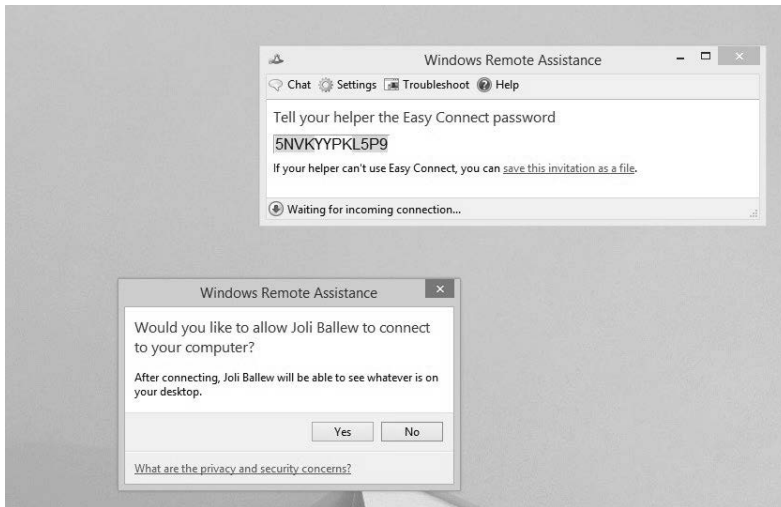 Windows Remote Assistance
Chat Settings Troubleshoot Help
Tell your helper the Easy Connect password
5NVKYYPKL5P9
If your helper can't use Easy Connect, you can save this invitation as a file.
Waiting for incoming connection...
Windows Remote Assistance
Would you like to allow Joli Ballew to connect
to your computer?
After connecting, Joli Ballew will be able to see whatever is on
your desktop.
Yes No
What are the privacy and security concerns?